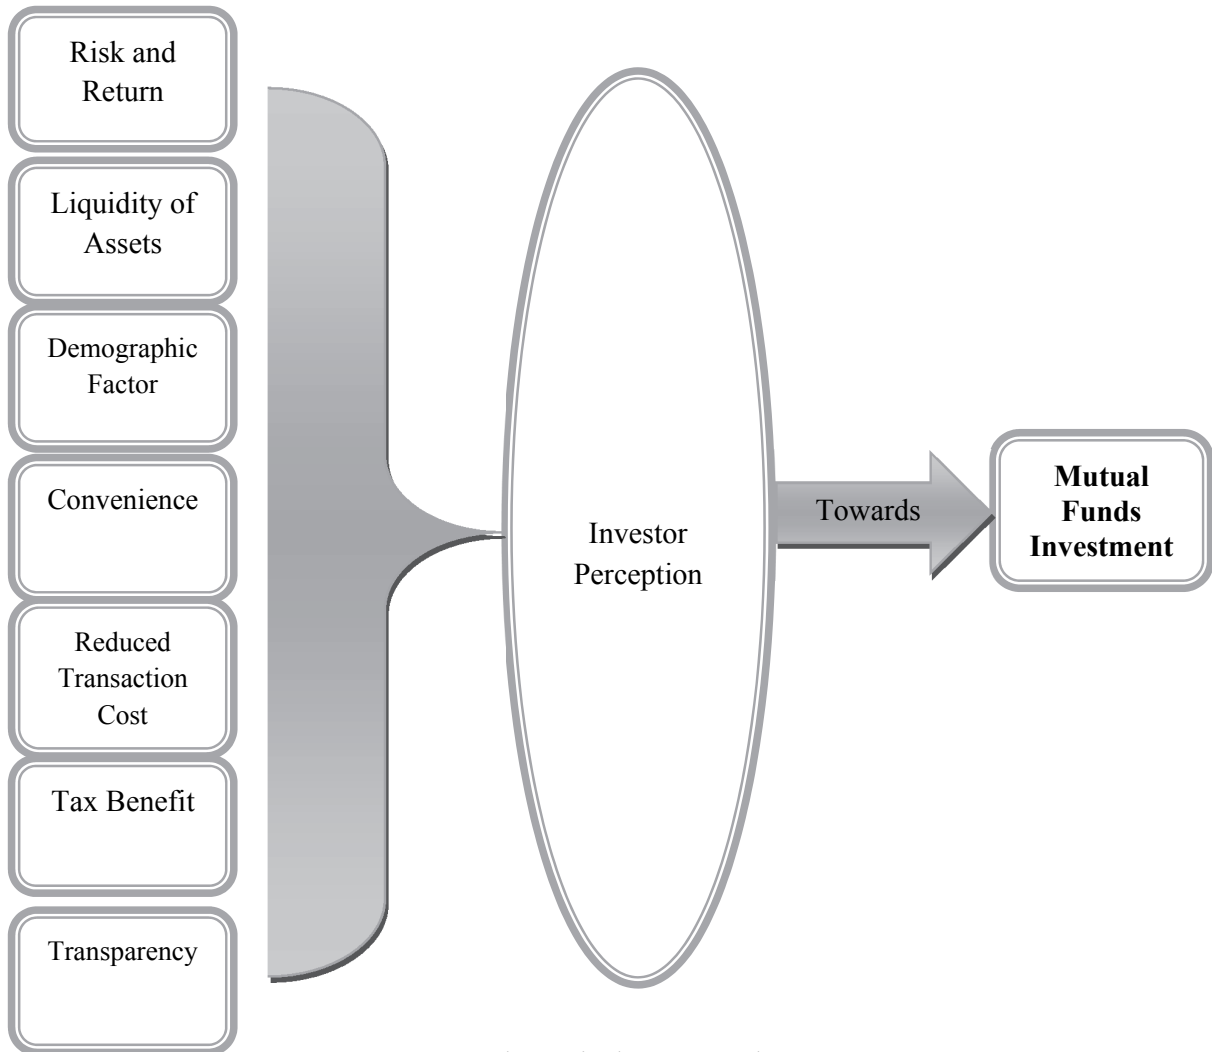 Risk and
Return
Liquidity of
Assets
Demographic
Factor
Convenience
Reduced
Transaction
Cost
Tax Benefit
Transparency
Investor
Perception
Towards
Mutual
Funds
Investment